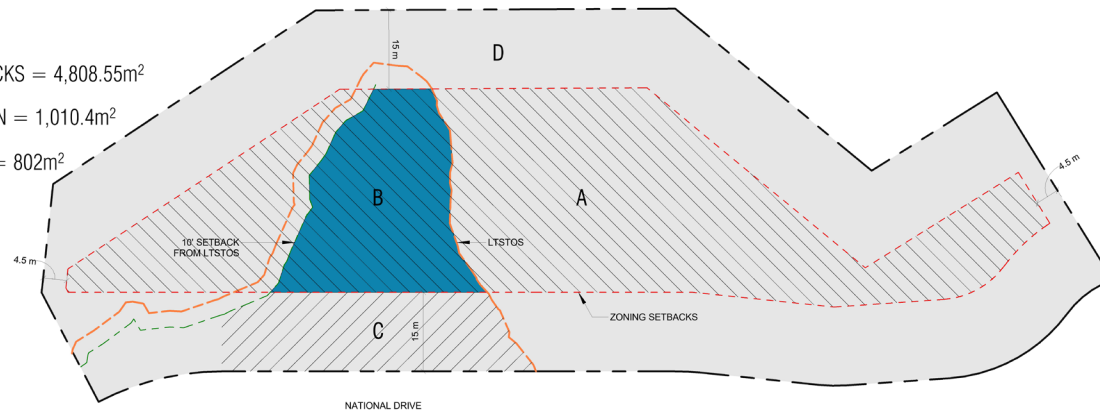 CKS = 4,808.55m²
N = 1,010.4m²
= 802m²
15 m
D
4.5 m
B
A
10' SETBACK
FROM LTSTOS
LTSTOS
4.5 m
ZONING SETBACKS
C
15 m
NATIONAL DRIVE